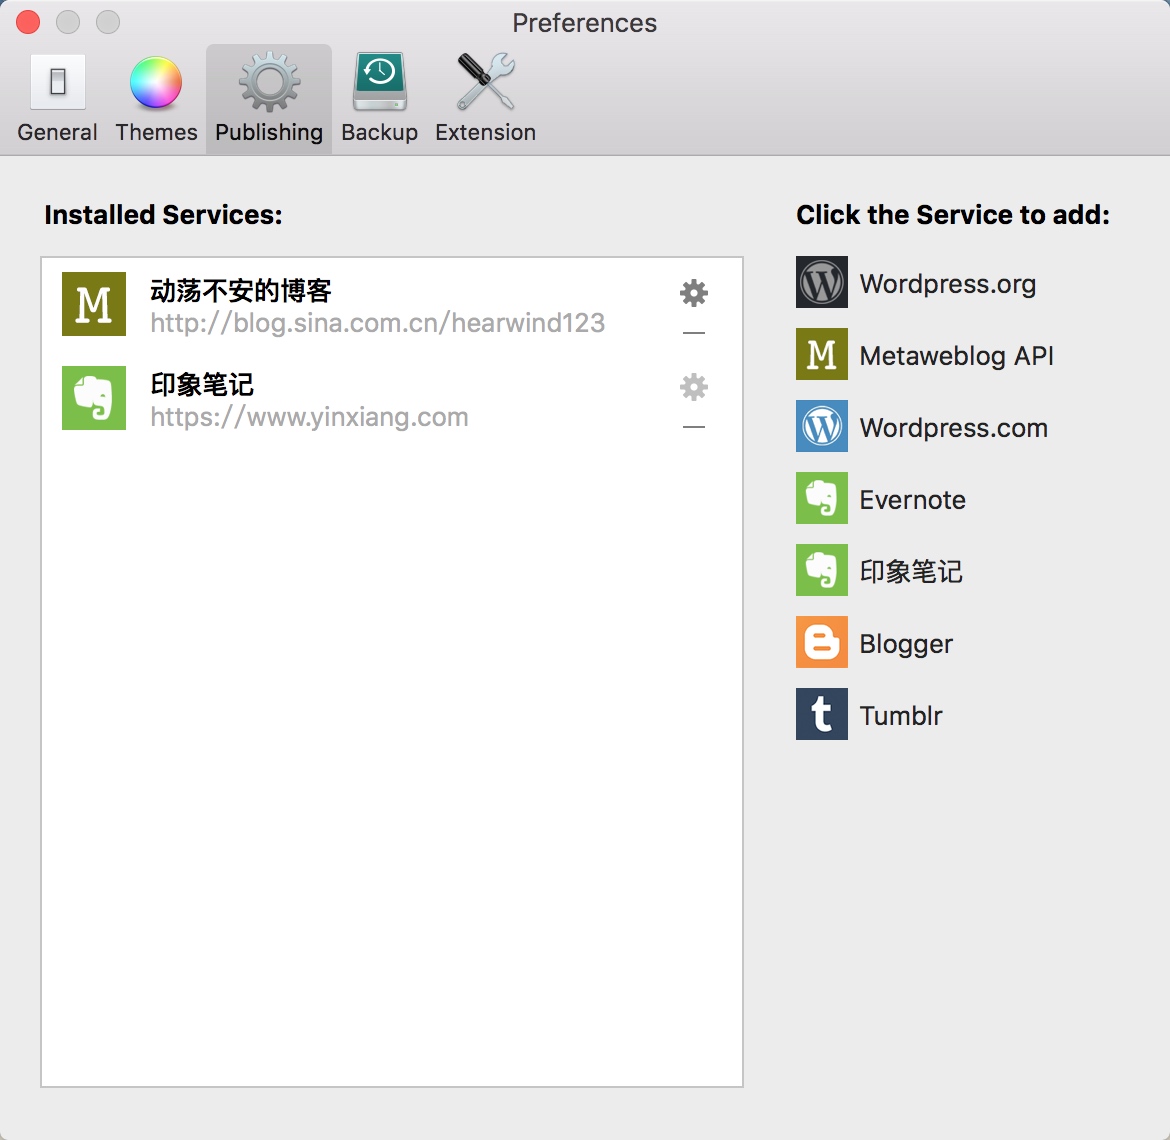 Preferences
General Themes Publishing Backup Extension
Installed Services:
M
动荡不安的博客
http://blog.sina.com.cn/hearwind123
印象笔记
https://www.yinxiang.com
Click the Service to add:
Wordpress.org
M Metaweblog API
Wordpress.com
Evernote
印象笔记
Blogger
t Tumblr